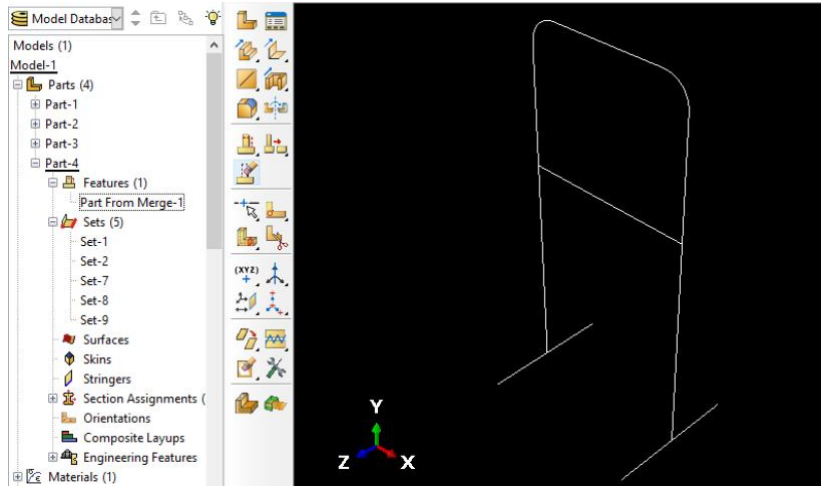 Model Databas
Models (1)
Model-1
Parts (4)
Part-1
Part-2
Part-3
Part-4
Features (1)
Part From Merge-1
Sets (5)
Set-1
Set-2
Set-7
Set-8
Set-9
Surfaces
Skins
Stringers
Section Assignments (
Orientations
Composite Layups
Engineering Features
Materials (1)
(XYZ)
Y
Z
X